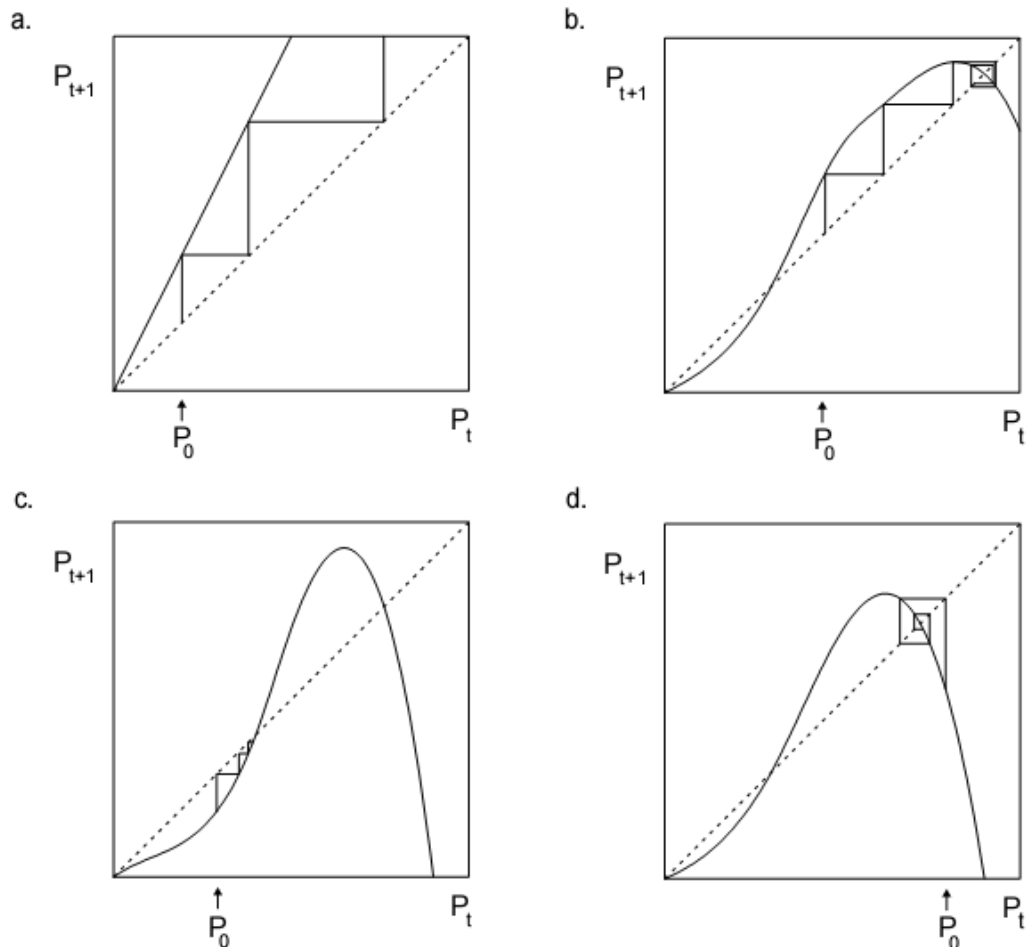 a.
P_{t+1}
P_t
P_0
b.
P_{t+1}
P_t
P_0
c.
P_{t+1}
P_t
P_0
d.
P_{t+1}
P_t
P_0